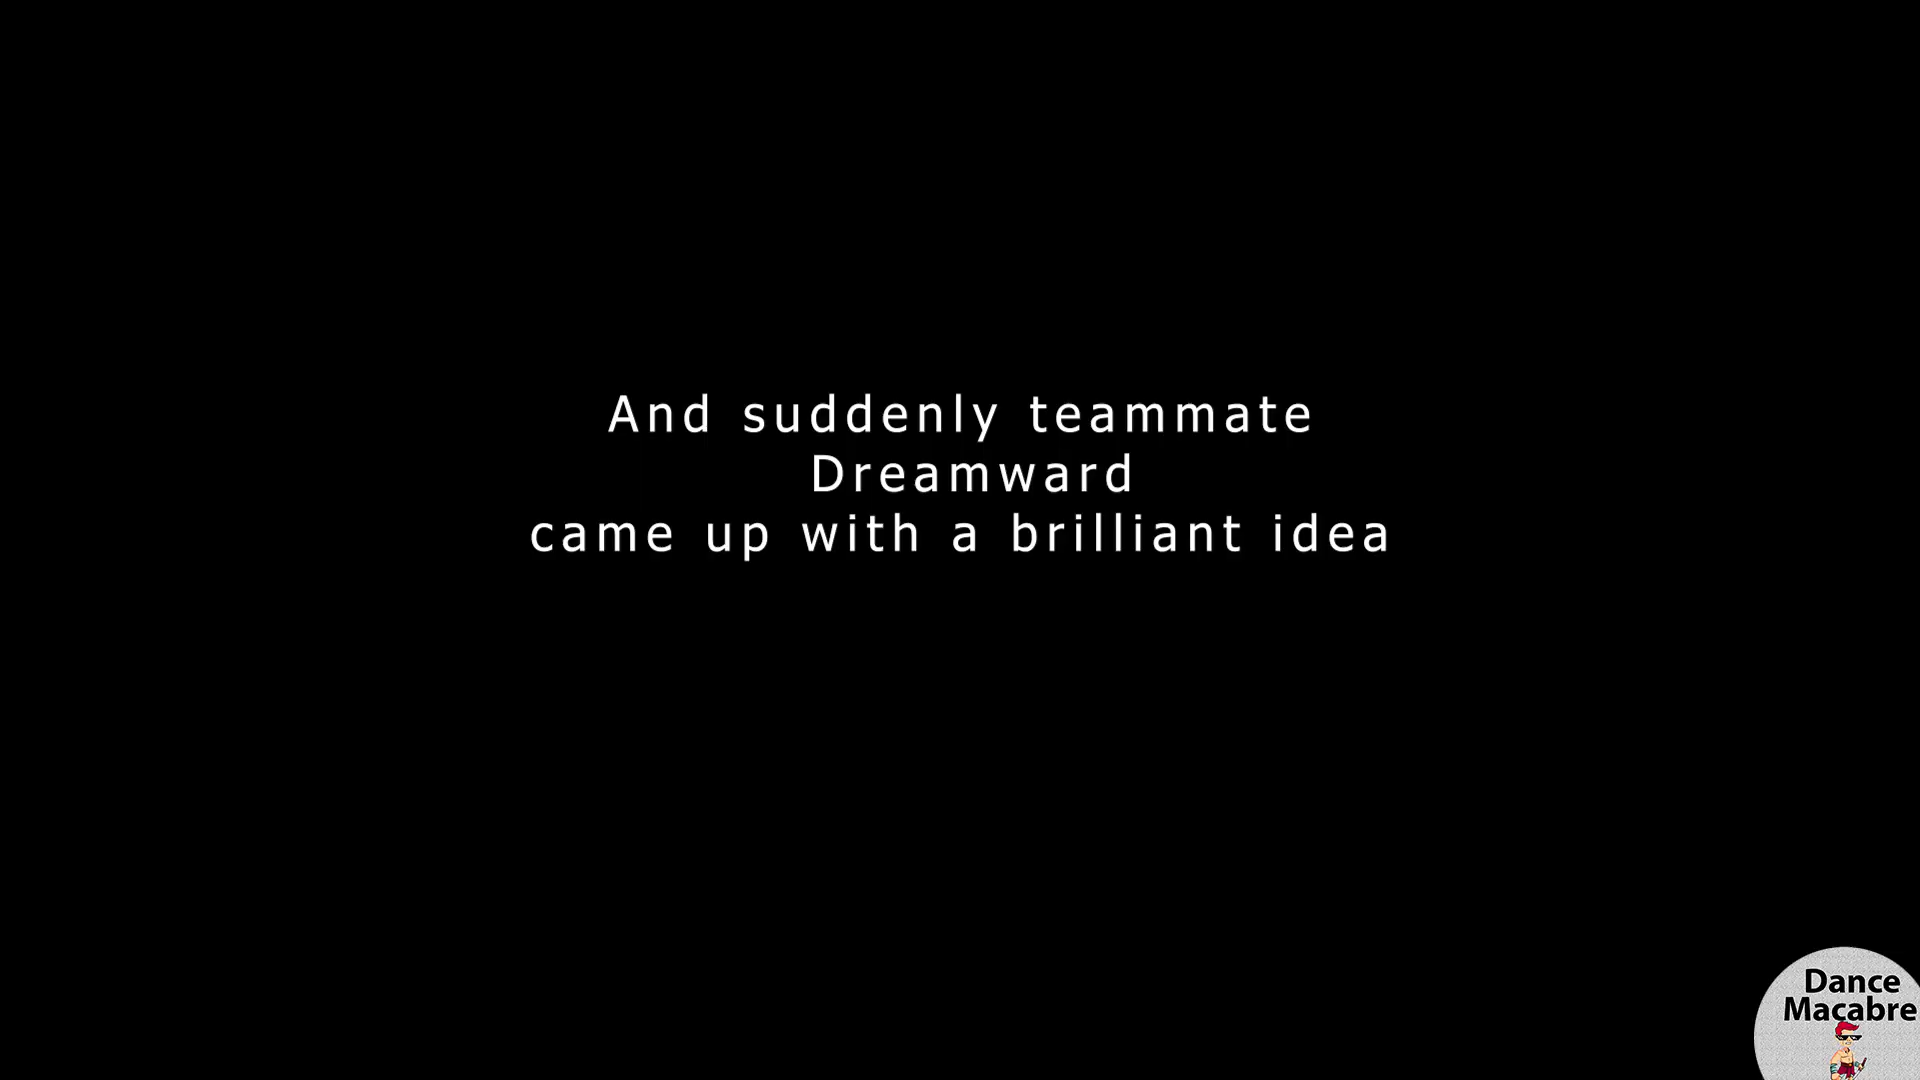 And suddenly teammate
Dreamward
came up with a brilliant idea
Dance
Macabre